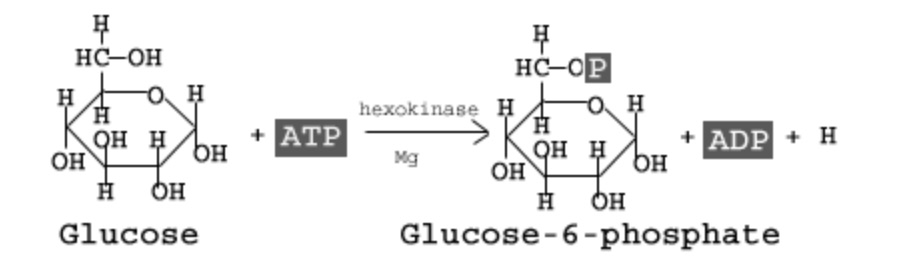 H
HC—OH
H O H
H
OH H
OH OH
H OH
Glucose
+ ATP
hexokinase
Mg
H
HC—O P
H O H
H
OH H
OH OH
H OH
Glucose-6-phosphate
+ ADP + H